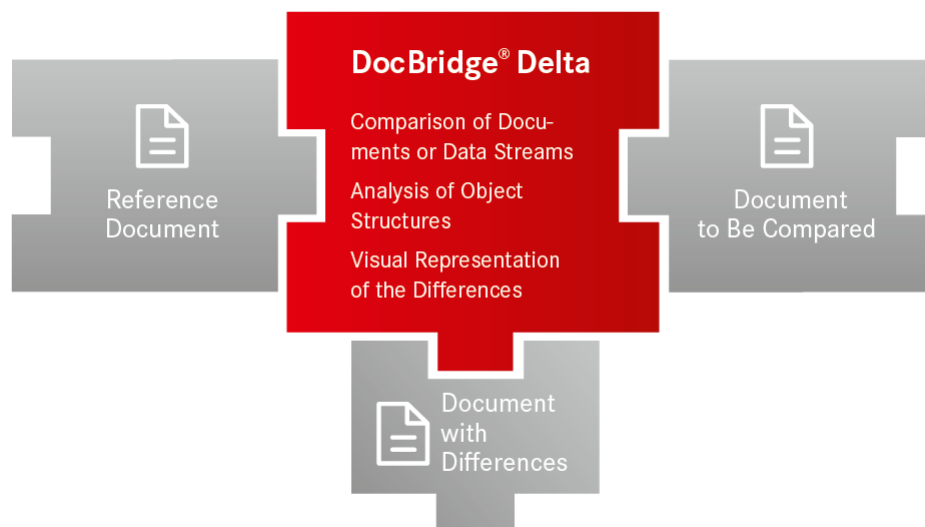 DocBridge® Delta
Comparison of Docu-
ments or Data Streams
Analysis of Object
Structures
Visual Representation
of the Differences
Reference
Document
Document
to Be Compared
Document
with
Differences